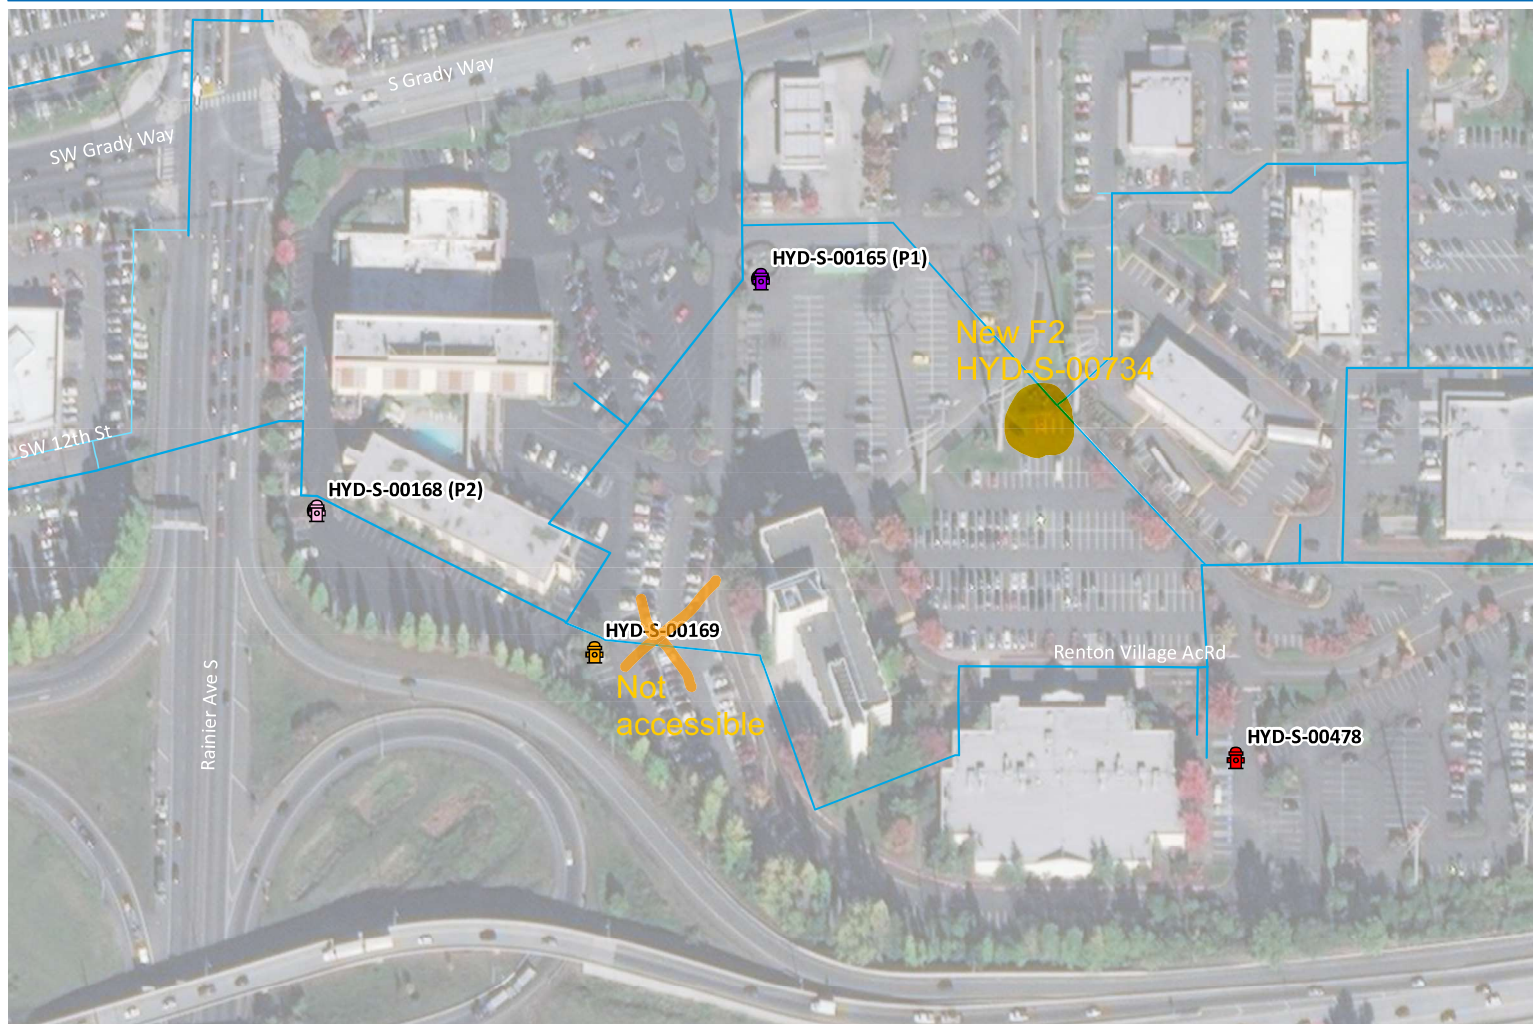 S Grady Way
SW Grady Way
HYD-S-00165 (P1)
New F2
HYD-S-00734
SW 12th St
HYD-S-00168 (P2)
HYD-S-00169
Not
accessible
Renton Village AcRd
Rainier Ave S
HYD-S-00478